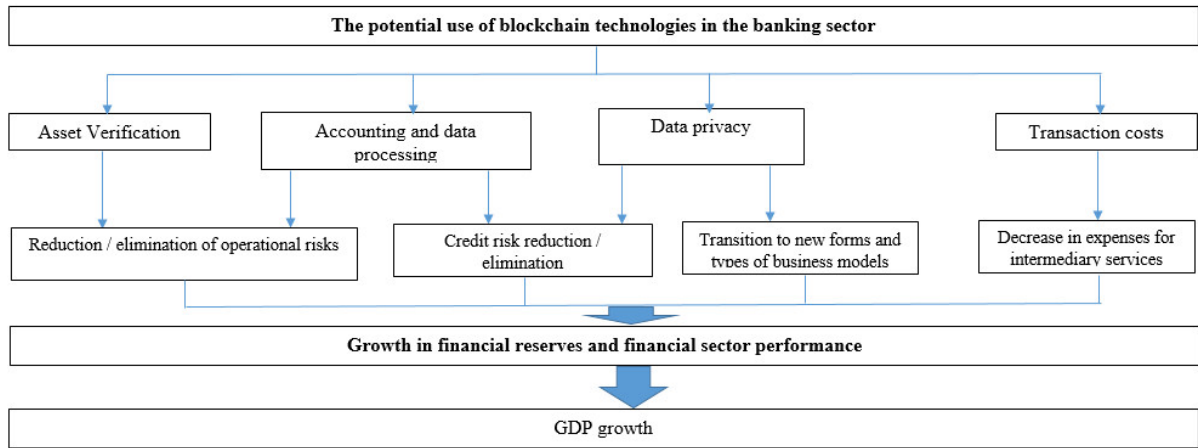 The potential use of blockchain technologies in the banking sector
Asset Verification
Accounting and data
processing
Data privacy
Transaction costs
Reduction / elimination of operational risks
Credit risk reduction /
elimination
Transition to new forms and
types of business models
Decrease in expenses for
intermediary services
Growth in financial reserves and financial sector performance
GDP growth